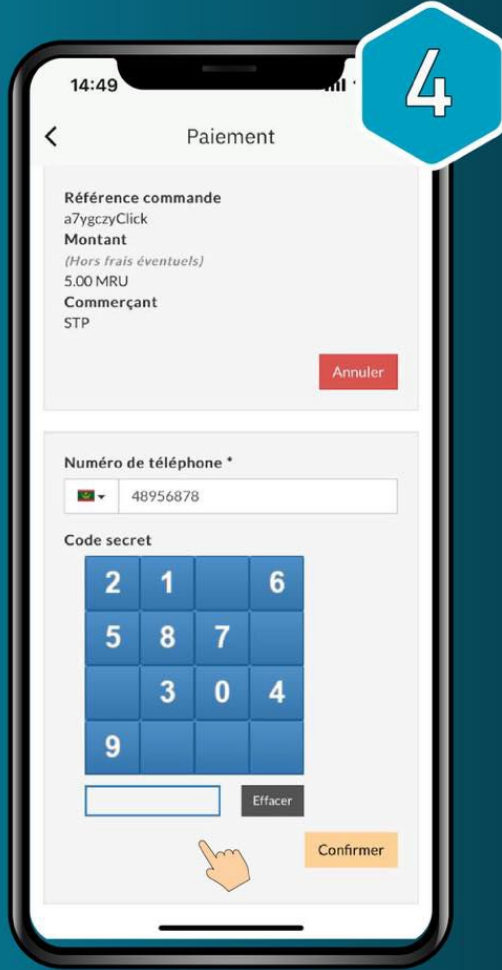 4
14:49
Paiement
Référence commande
a7ygczyClick
Montant
(Hors frais éventuels)
5.00 MRU
Commerçant
STP
Annuler
Numéro de téléphone *
48956878
Code secret
2 1 6
5 8 7
3 0 4
9
Effacer
Confirmer